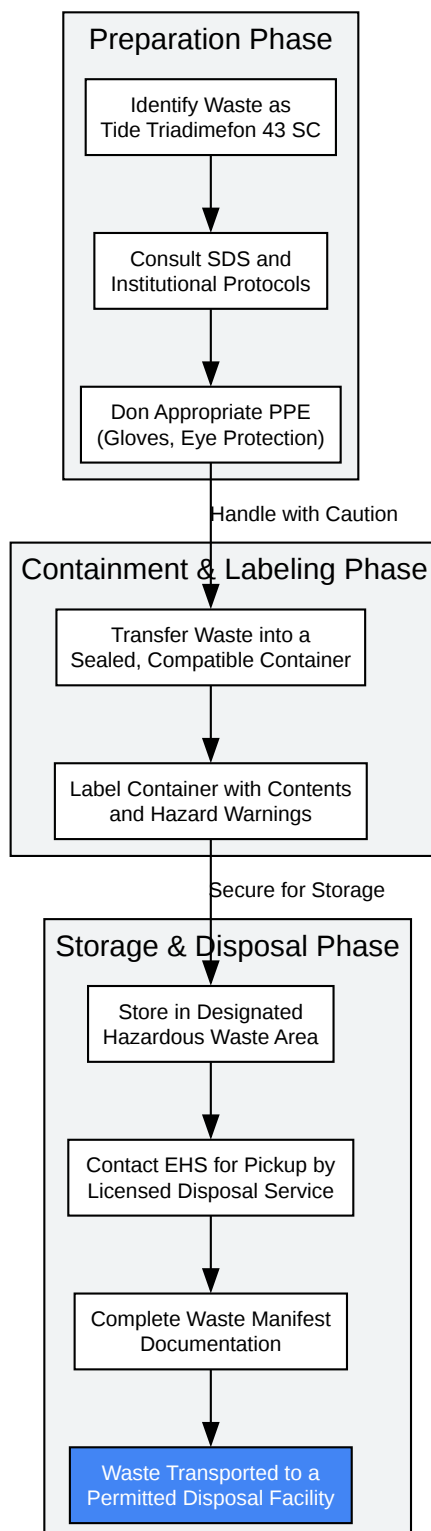 Preparation Phase
Identify Waste as
Tide Triadimefon 43 SC
Consult SDS and
Institutional Protocols
Don Appropriate PPE
(Gloves, Eye Protection)
Handle with Caution
Containment & Labeling Phase
Transfer Waste into a
Sealed, Compatible Container
Label Container with Contents
and Hazard Warnings
Secure for Storage
Storage & Disposal Phase
Store in Designated
Hazardous Waste Area
Contact EHS for Pickup by
Licensed Disposal Service
Complete Waste Manifest
Documentation
Waste Transported to a
Permitted Disposal Facility